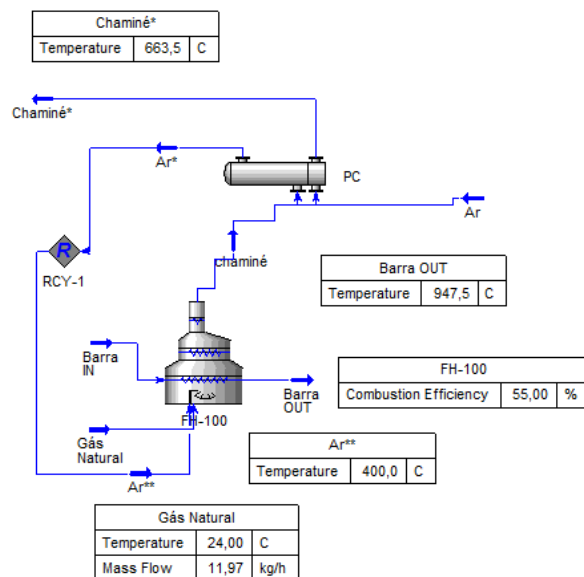 Chaminé*
Temperature 663,5 C
Chaminé*
Ar*
PC
Ar
R
RCY-1
chaminé
Barra OUT
Temperature 947,5 C
Barra
IN
Barra
OUT
FH-100
Combustion Efficiency 55,00 %
FH-100
Gás
Natural
Ar**
Temperature 400,0 C
Ar**
Gás Natural
Temperature 24,00 C
Mass Flow 11,97 kg/h